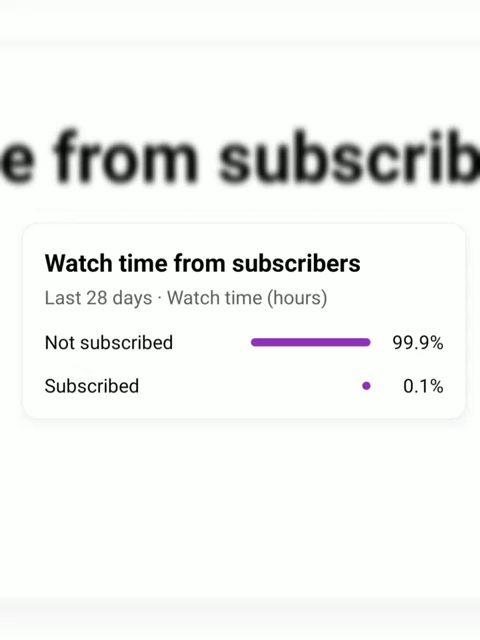 e from subscrib
Watch time from subscribers
Last 28 days · Watch time (hours)
Not subscribed 99.9%
Subscribed 0.1%